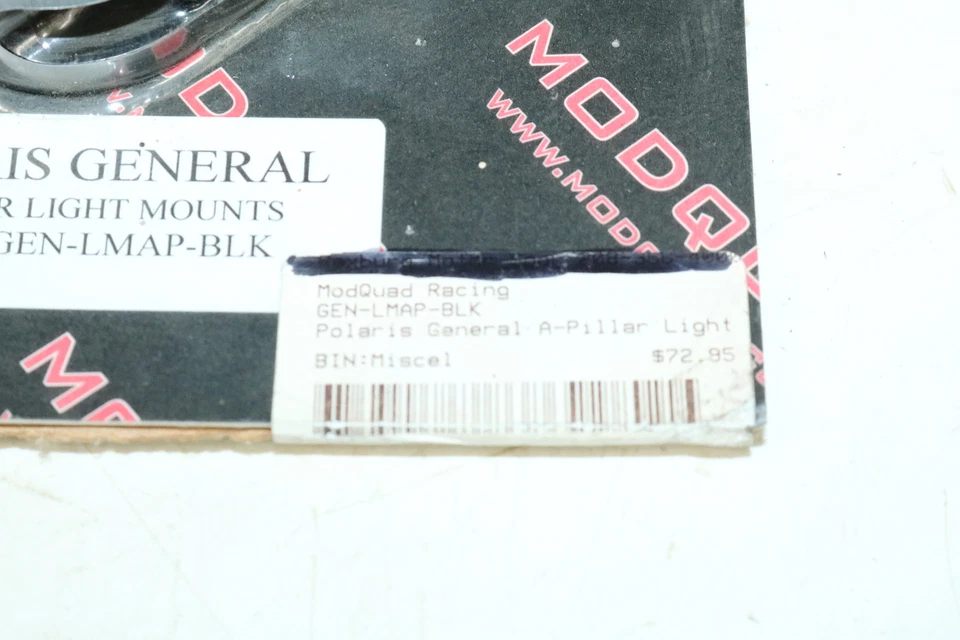 MODQ
WWW.MOD
D
IS GENERAL
R LIGHT MOUNTS
GEN-LMAP-BLK
ModQuad Racing
GEN-LMAP-BLK
Polaris General A-Pillar Light
BIN:Miscel $72.95
MO